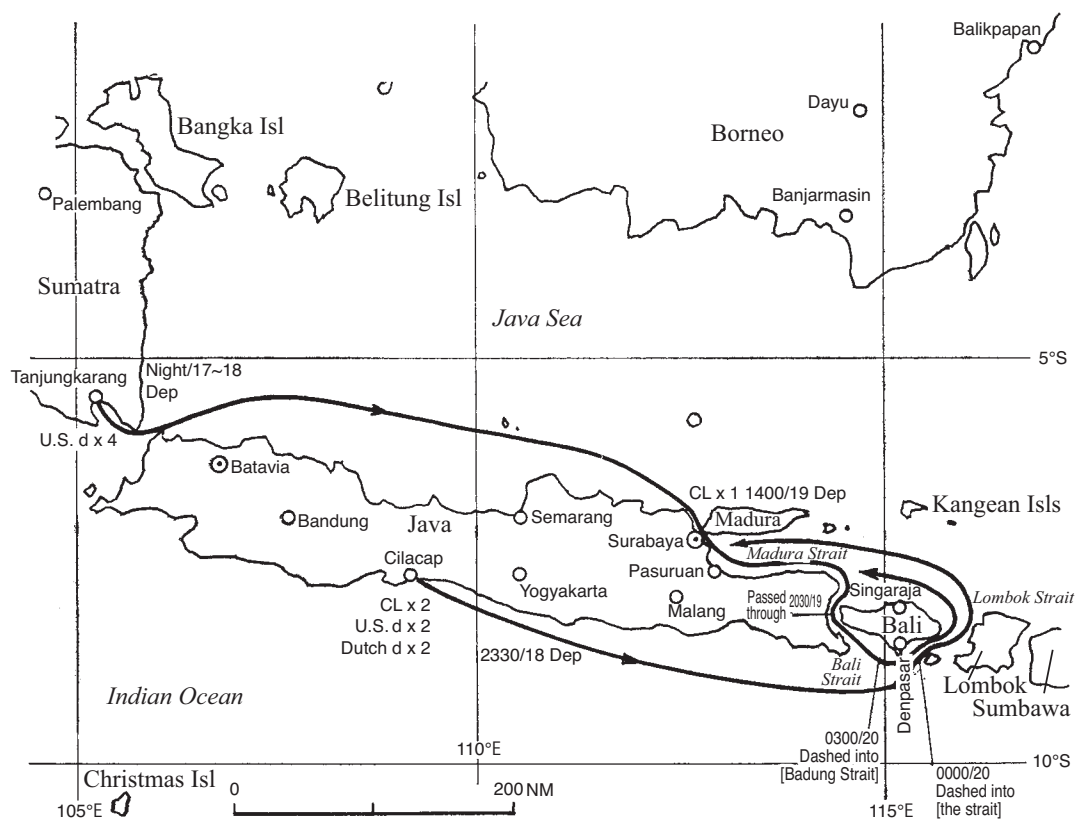 Balikpapan
Dayu
Borneo
Bangka Isl
Belitung Isl
Banjarmasin
Palembang
Sumatra
Java Sea
5°S
Tanjungkarang
Night/17~18
Dep
U.S. d x 4
Batavia
CL x 1 1400/19 Dep
Kangean Isls
Bandung
Java
Semarang
Madura
Surabaya
Madura Strait
Cilacap
Pasuruan
Yogyakarta
Malang
Singaraja
Lombok Strait
Passed
through
2030/19
CL x 2
U.S. d x 2
Dutch d x 2
Bali
2330/18 Dep
Bali
Strait
Denpasar
Lombok
Sumbawa
Indian Ocean
0300/20
Dashed into
[Badung Strait]
110°E
10°S
0000/20
Dashed into
[the strait]
Christmas Isl
0
200 NM
105°E
115°E